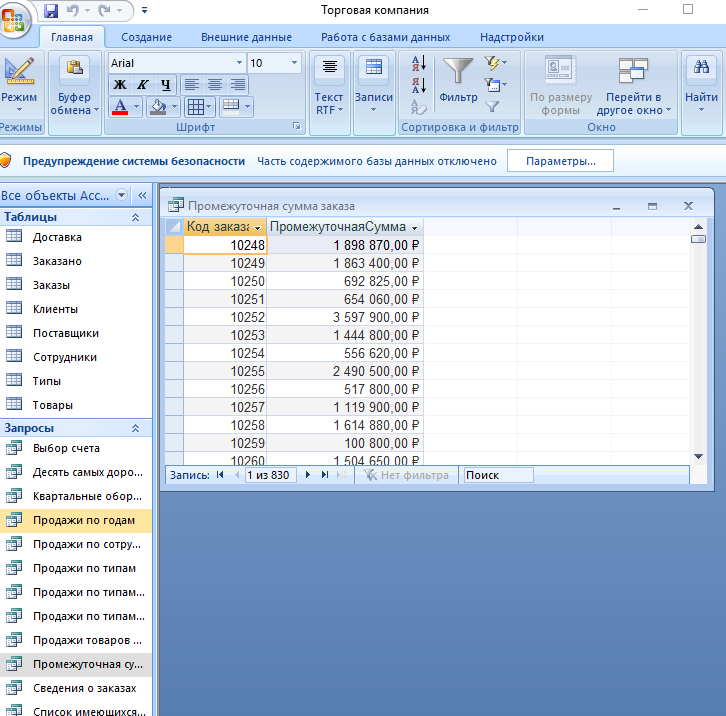 Торговая компания
Главная Создание Внешние данные Работа с базами данных Надстройки
Режим
Режимы
Буфер обмена
Arial 10
Ж К Ч
А
Шрифт
Текст RTF
Записи
А Я
Я А
Фильтр
Сортировка и фильтр
По размеру формы
Перейти в другое окно
Окно
Найти
Предупреждение системы безопасности Часть содержимого базы данных отключено Параметры...
Все объекты Acc... «
Таблицы
Доставка
Заказано
Заказы
Клиенты
Поставщики
Сотрудники
Типы
Товары
Запросы
Выбор счета
Десять самых доро...
Квартальные обор...
Продажи по годам
Продажи по сотру...
Продажи по типам
Продажи по типам...
Продажи по типам...
Продажи товаров ...
Промежуточная су...
Сведения о заказах
Список имеющихся...
Промежуточная сумма заказа
Код заказа ПромежуточнаяСумма
10248 1 898 870,00 ₽
10249 1 863 400,00 ₽
10250 692 825,00 ₽
10251 654 060,00 ₽
10252 3 597 900,00 ₽
10253 1 444 800,00 ₽
10254 556 620,00 ₽
10255 2 490 500,00 ₽
10256 517 800,00 ₽
10257 1 119 900,00 ₽
10258 1 614 880,00 ₽
10259 100 800,00 ₽
10260 1 504 650,00 ₽
Запись: 1 из 830 Нет фильтра Поиск